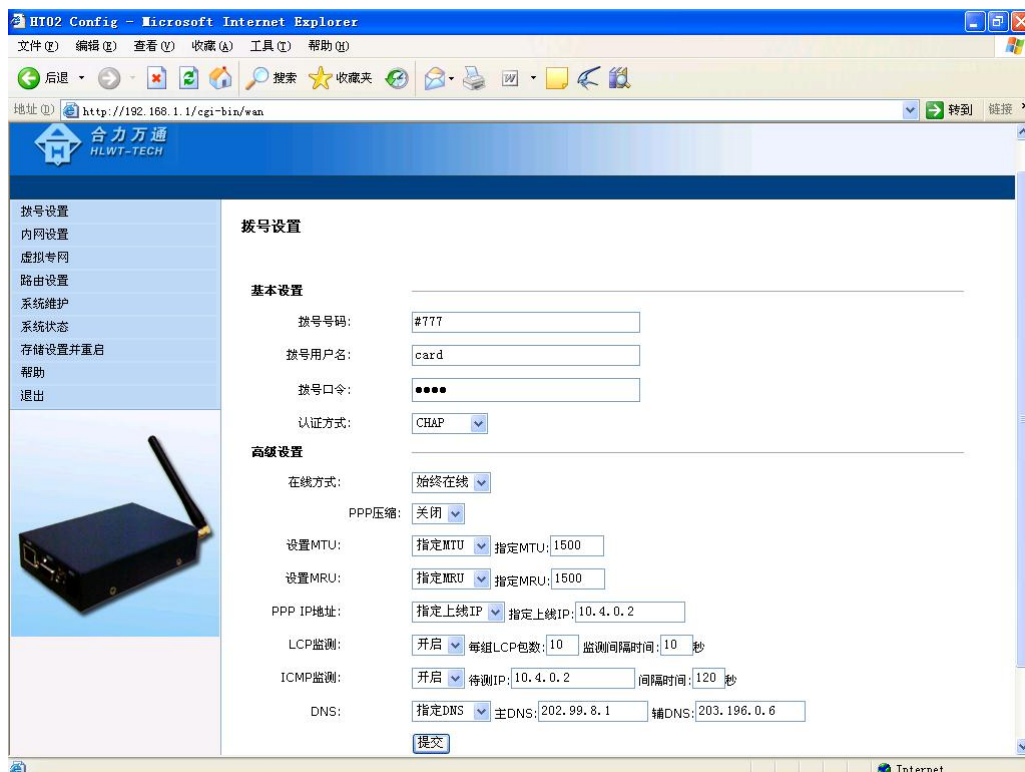 HT02 Config - Microsoft Internet Explorer
文件(F) 编辑(E) 查看(V) 收藏(A) 工具(T) 帮助(H)
后退 搜索 收藏夹
地址(D) http://192.168.1.1/cgi-bin/wan 转到 链接
合力万通
HLWT-TECH
拨号设置
内网设置
虚拟专网
路由设置
系统维护
系统状态
存储设置并重启
帮助
退出
拨号设置
基本设置
拨号号码: #777
拨号用户名: card
拨号口令: ●●●●
认证方式: CHAP
高级设置
在线方式: 始终在线
PPP压缩: 关闭
设置MTU: 指定MTU 指定MTU: 1500
设置MRU: 指定MRU 指定MRU: 1500
PPP IP地址: 指定上线IP 指定上线IP: 10.4.0.2
LCP监测: 开启 每组LCP包数: 10 监测间隔时间: 10 秒
ICMP监测: 开启 待测IP: 10.4.0.2 间隔时间: 120 秒
DNS: 指定DNS 主DNS: 202.99.8.1 辅DNS: 203.196.0.6
提交
Internet